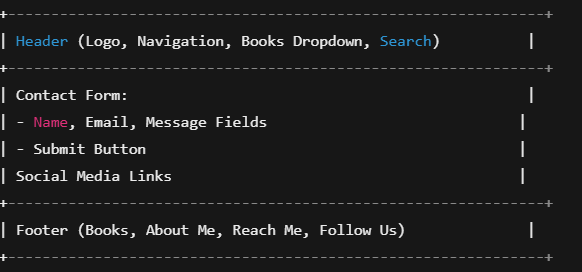 +--------------------------------------------------------------+
| Header (Logo, Navigation, Books Dropdown, Search)          |
+--------------------------------------------------------------+
| Contact Form:                                              |
| - Name, Email, Message Fields                             |
| - Submit Button                                           |
| Social Media Links                                        |
+--------------------------------------------------------------+
| Footer (Books, About Me, Reach Me, Follow Us)              |
+--------------------------------------------------------------+